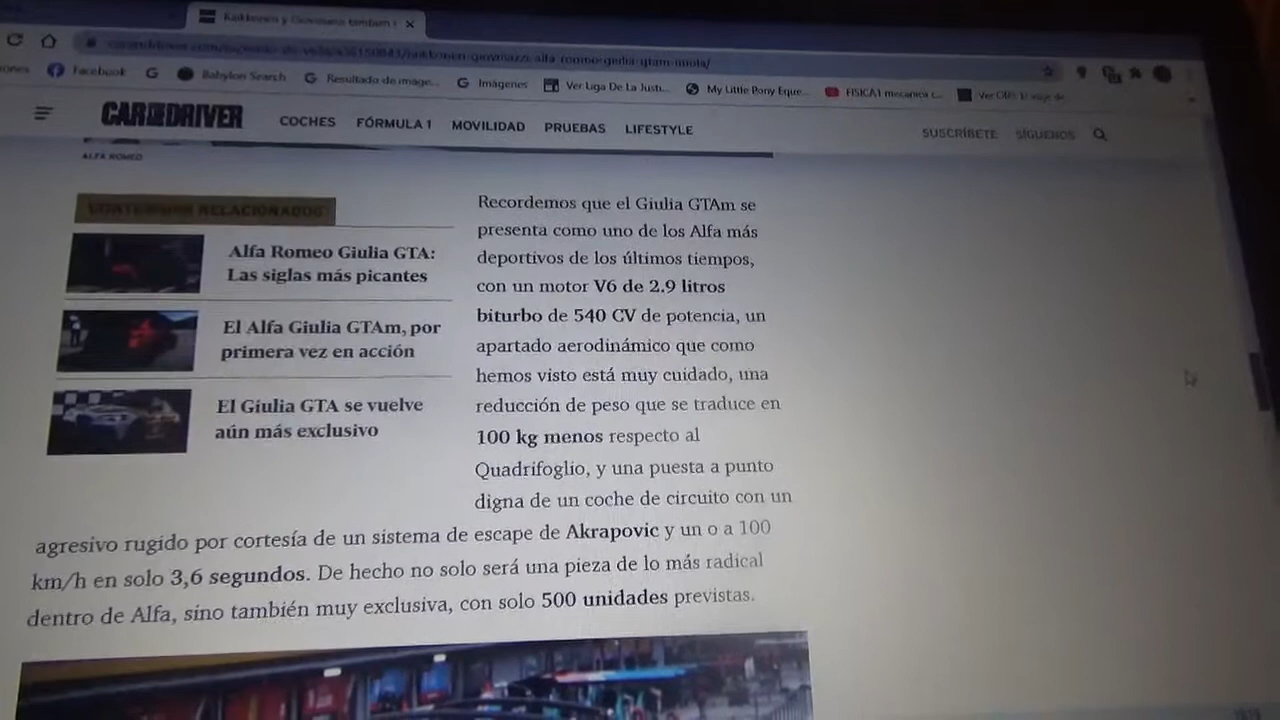 Raikkonen y Giovinazzi también
Facebook
G
Babylon Search
Resultado de image...
Imágenes
Ver Liga De La Justi...
My Little Pony Eque...
FISICA1 mecanica c...
CAR AND DRIVER
COCHES
FÓRMULA 1
MOVILIDAD
PRUEBAS
LIFESTYLE
SUSCRÍBETE
SÍGUENOS
ALFA ROMEO
CONTENIDOS RELACIONADOS
Alfa Romeo Giulia GTA:
Las siglas más picantes
El Alfa Giulia GTAm, por
primera vez en acción
El Giulia GTA se vuelve
aún más exclusivo
Recordemos que el Giulia GTAm se
presenta como uno de los Alfa más
deportivos de los últimos tiempos,
con un motor V6 de 2.9 litros
biturbo de 540 CV de potencia, un
apartado aerodinámico que como
hemos visto está muy cuidado, una
reducción de peso que se traduce en
100 kg menos respecto al
Quadrifoglio, y una puesta a punto
digna de un coche de circuito con un
agresivo rugido por cortesía de un sistema de escape de Akrapovic y un o a 100
km/h en solo 3,6 segundos. De hecho no solo será una pieza de lo más radical
dentro de Alfa, sino también muy exclusiva, con solo 500 unidades previstas.